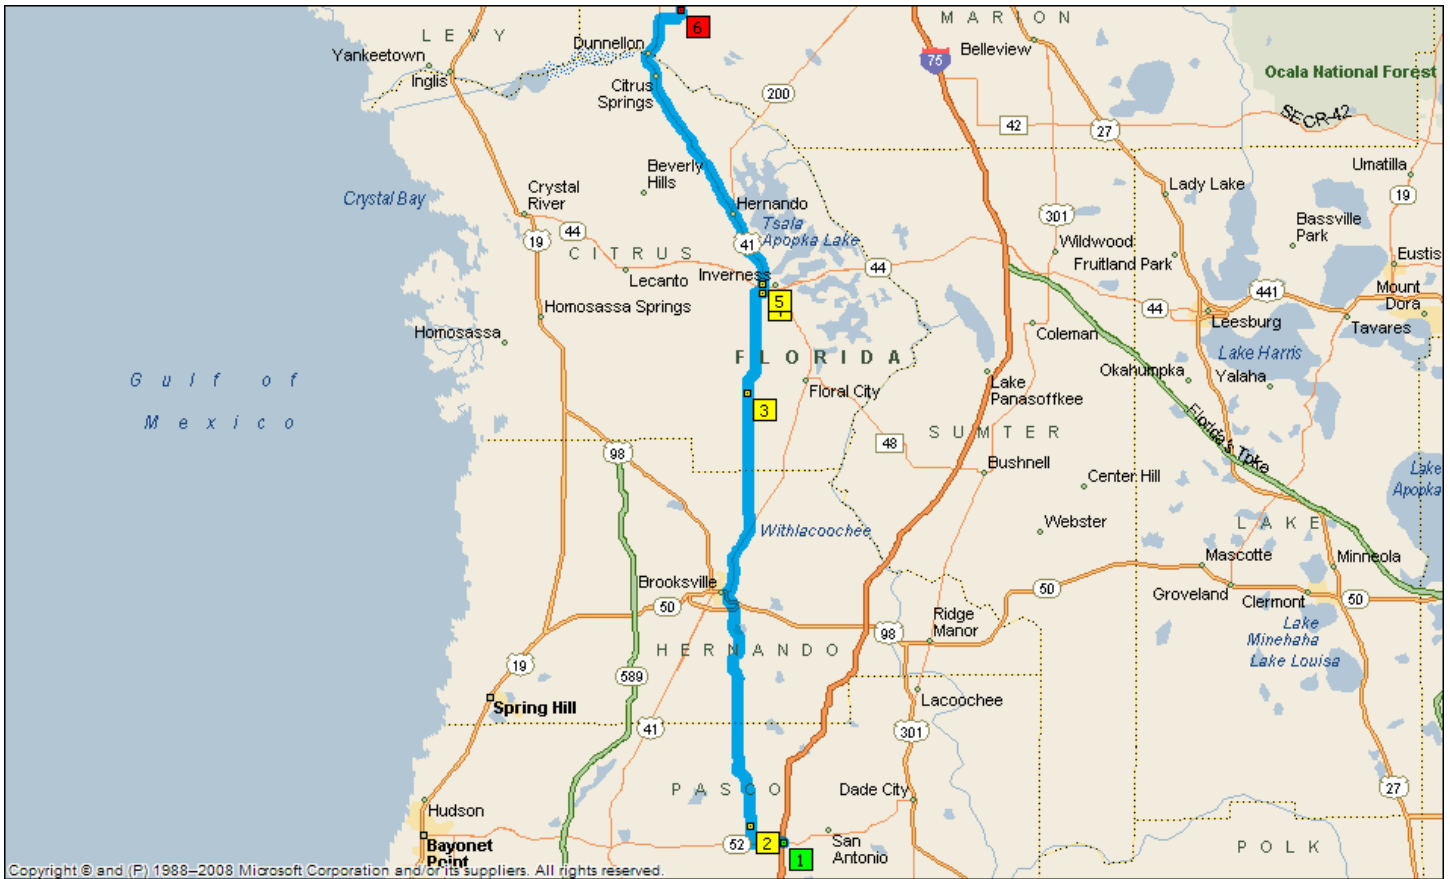 LEVY
MARION
6
Dunnellon
Yankeetown
Inglis
Citrus
Springs
75
Belleview
Ocala National Forest
200
42
27
SECR-42
Umatilla
Beverly
Hills
Crystal Bay
Crystal
River
Hernando
Lady Lake
19
Tsala
Apopka Lake
301
Bassville
Park
19
44
41
Wildwood
CITRUS
Fruitland Park
Eustis
Lecanto
Inverness
44
Mount
Dora
441
5
Homosassa Springs
44
Leesburg
Tavares
Homosassa
Coleman
FLORIDA
Lake Harris
Gulf of
Mexico
Okahumpka
Yalaha
Lake
Panasoffkee
Floral City
3
Florida's Tpke
SUMTER
48
98
Bushnell
Center Hill
Lake
Apopka
Withlacoochee
Webster
LAKE
Mascotte
Minneola
Brooksville
50
50
Groveland
Clermont
50
Ridge
Manor
98
Lake
Minehaha
HERNANDO
Lake Louisa
19
589
Spring Hill
Lacoochee
41
301
PASCO
Dade City
27
Hudson
52
2
San
Antonio
1
Bayonet
Point
POLK
Copyright © and (P) 1988–2008 Microsoft Corporation and/or its suppliers. All rights reserved.